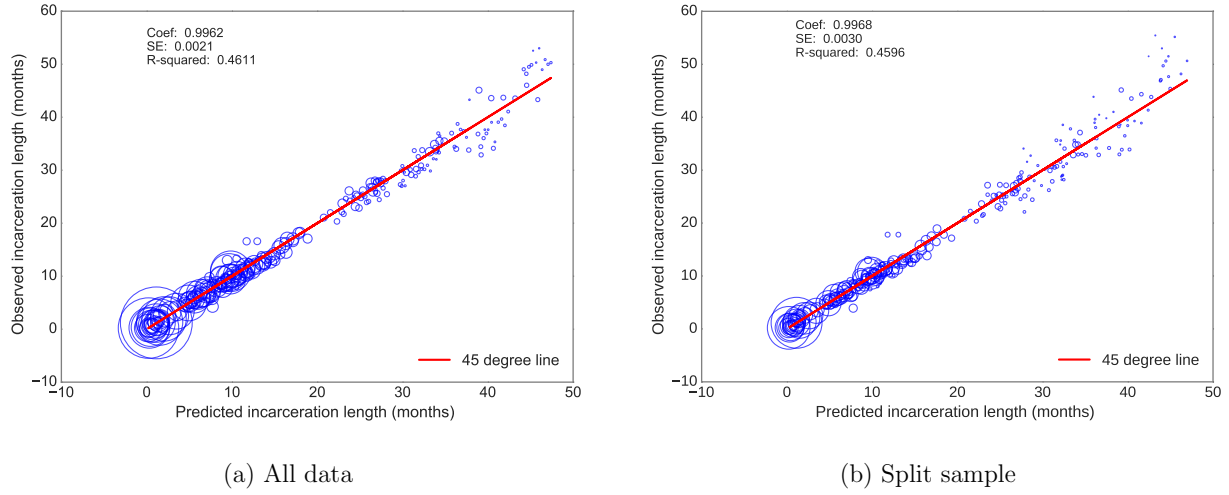 60
50
40
30
20
10
0
−10
Observed incarceration length (months)
Coef: 0.9962
SE: 0.0021
R-squared: 0.4611
45 degree line
−10 0 10 20 30 40 50
Predicted incarceration length (months)
(a) All data
60
50
40
30
20
10
0
−10
Observed incarceration length (months)
Coef: 0.9968
SE: 0.0030
R-squared: 0.4596
45 degree line
−10 0 10 20 30 40 50
Predicted incarceration length (months)
(b) Split sample